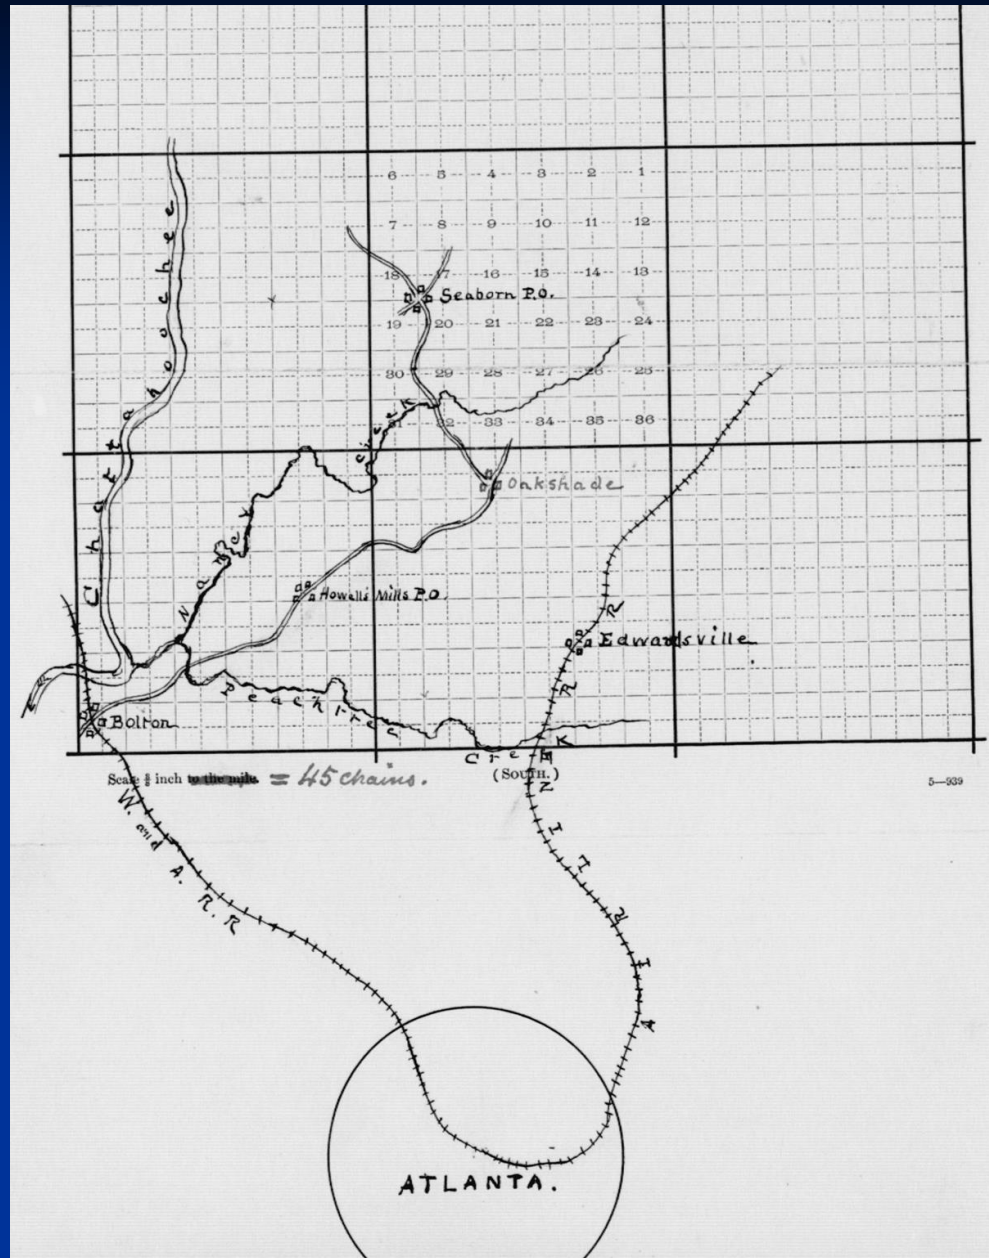 6 5 4 3 2 1
7 8 9 10 11 12
18 17 16 15 14 13
Seaborn P.O.
19 20 21 22 23 24
30 29 28 27 26 25
31 32 33 34 35 36
Chattahoochee
Nancy
Creek
Oakshade
Howells Mills P.O.
Edwardsville
Bolton
Peachtree
Creek
Scale inch to the mile. = 45 chains.
(SOUTH.)
5—939
W. and A. R. R
AIRLINE R R
ATLANTA.